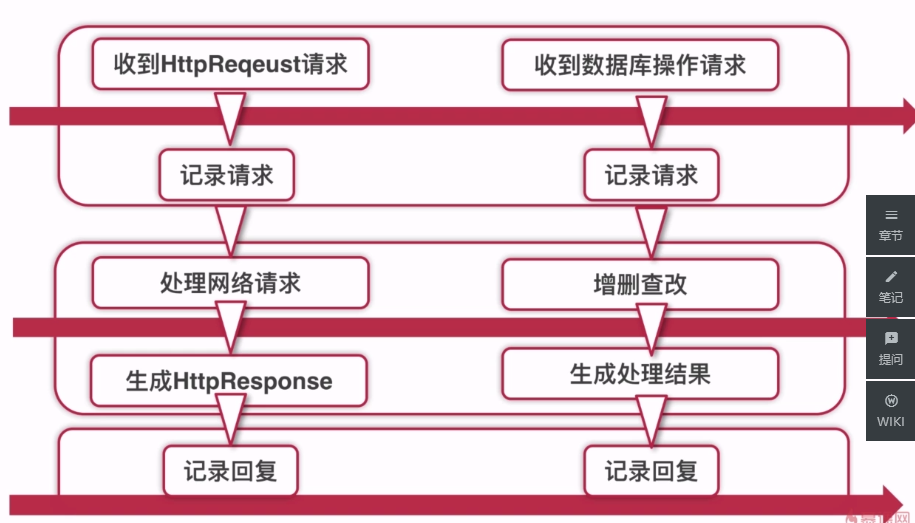 收到HttpReqeust请求
收到数据库操作请求
记录请求
记录请求
处理网络请求
增删查改
生成HttpResponse
生成处理结果
记录回复
记录回复
章节
笔记
提问
WIKI